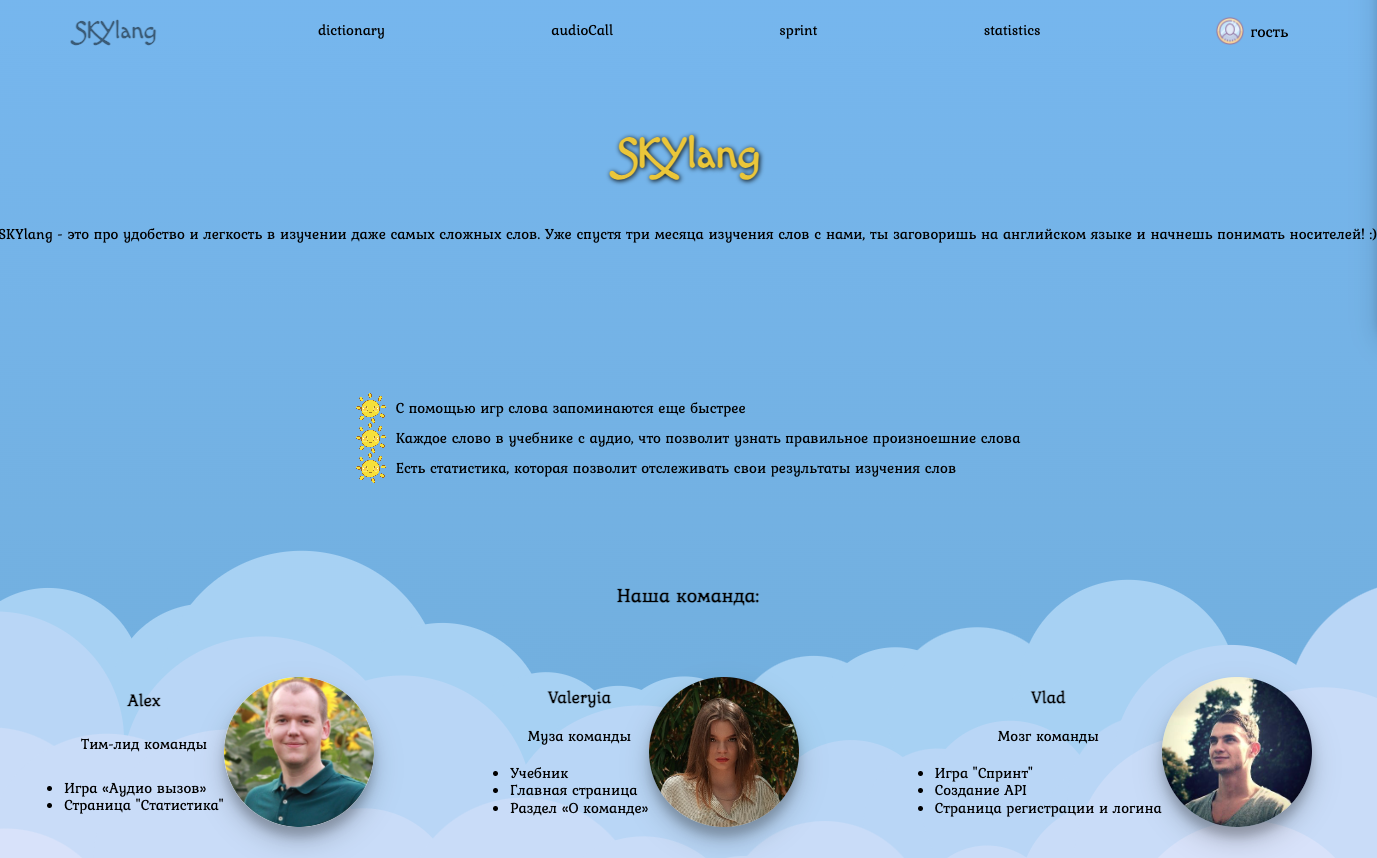 SKYlang dictionary audioCall sprint statistics гость
SKYlang
SKYlang - это про удобство и легкость в изучении даже самых сложных слов. Уже спустя три месяца изучения слов с нами, ты заговоришь на английском языке и начнешь понимать носителей! :)
С помощью игр слова запоминаются еще быстрее
Каждое слово в учебнике с аудио, что позволит узнать правильное произноешние слова
Есть статистика, которая позволит отслеживать свои результаты изучения слов
Наша команда:
Alex
Тим-лид команды
• Игра «Аудио вызов»
• Страница "Статистика"
Valeryia
Муза команды
• Учебник
• Главная страница
• Раздел «О команде»
Vlad
Мозг команды
• Игра "Спринт"
• Создание API
• Страница регистрации и логина